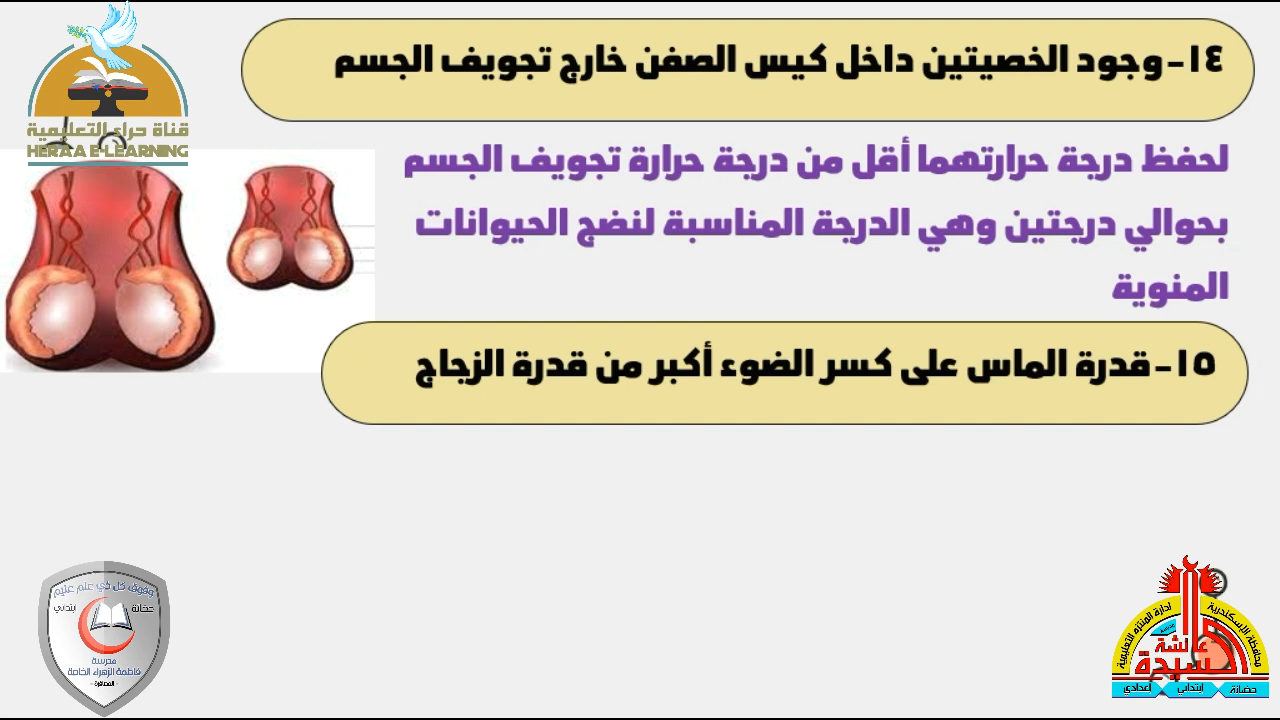 ١٤-وجود الخصيتين داخل كيس الصفن خارج تجويف الجسم
لحفظ درجة حرارتهما أقل من درجة حرارة تجويف الجسم
بحوالي درجتين وهي الدرجة المناسبة لنضج الحيوانات
المنوية
١٥-قدرة الماس على كسر الضوء أكبر من قدرة الزجاج
قناة حراء التعليمية
HERAA E-LEARNING
وفوق كل ذي علم عليم
حضانة
ابتدائي
مدرسة
فاطمة الزهراء الخاصة
محافظة الإسكندرية
إدارة المنتزه التعليمية
مدرسة
السيدة
عائشة
حضانة
إبتدائي
إعدادي